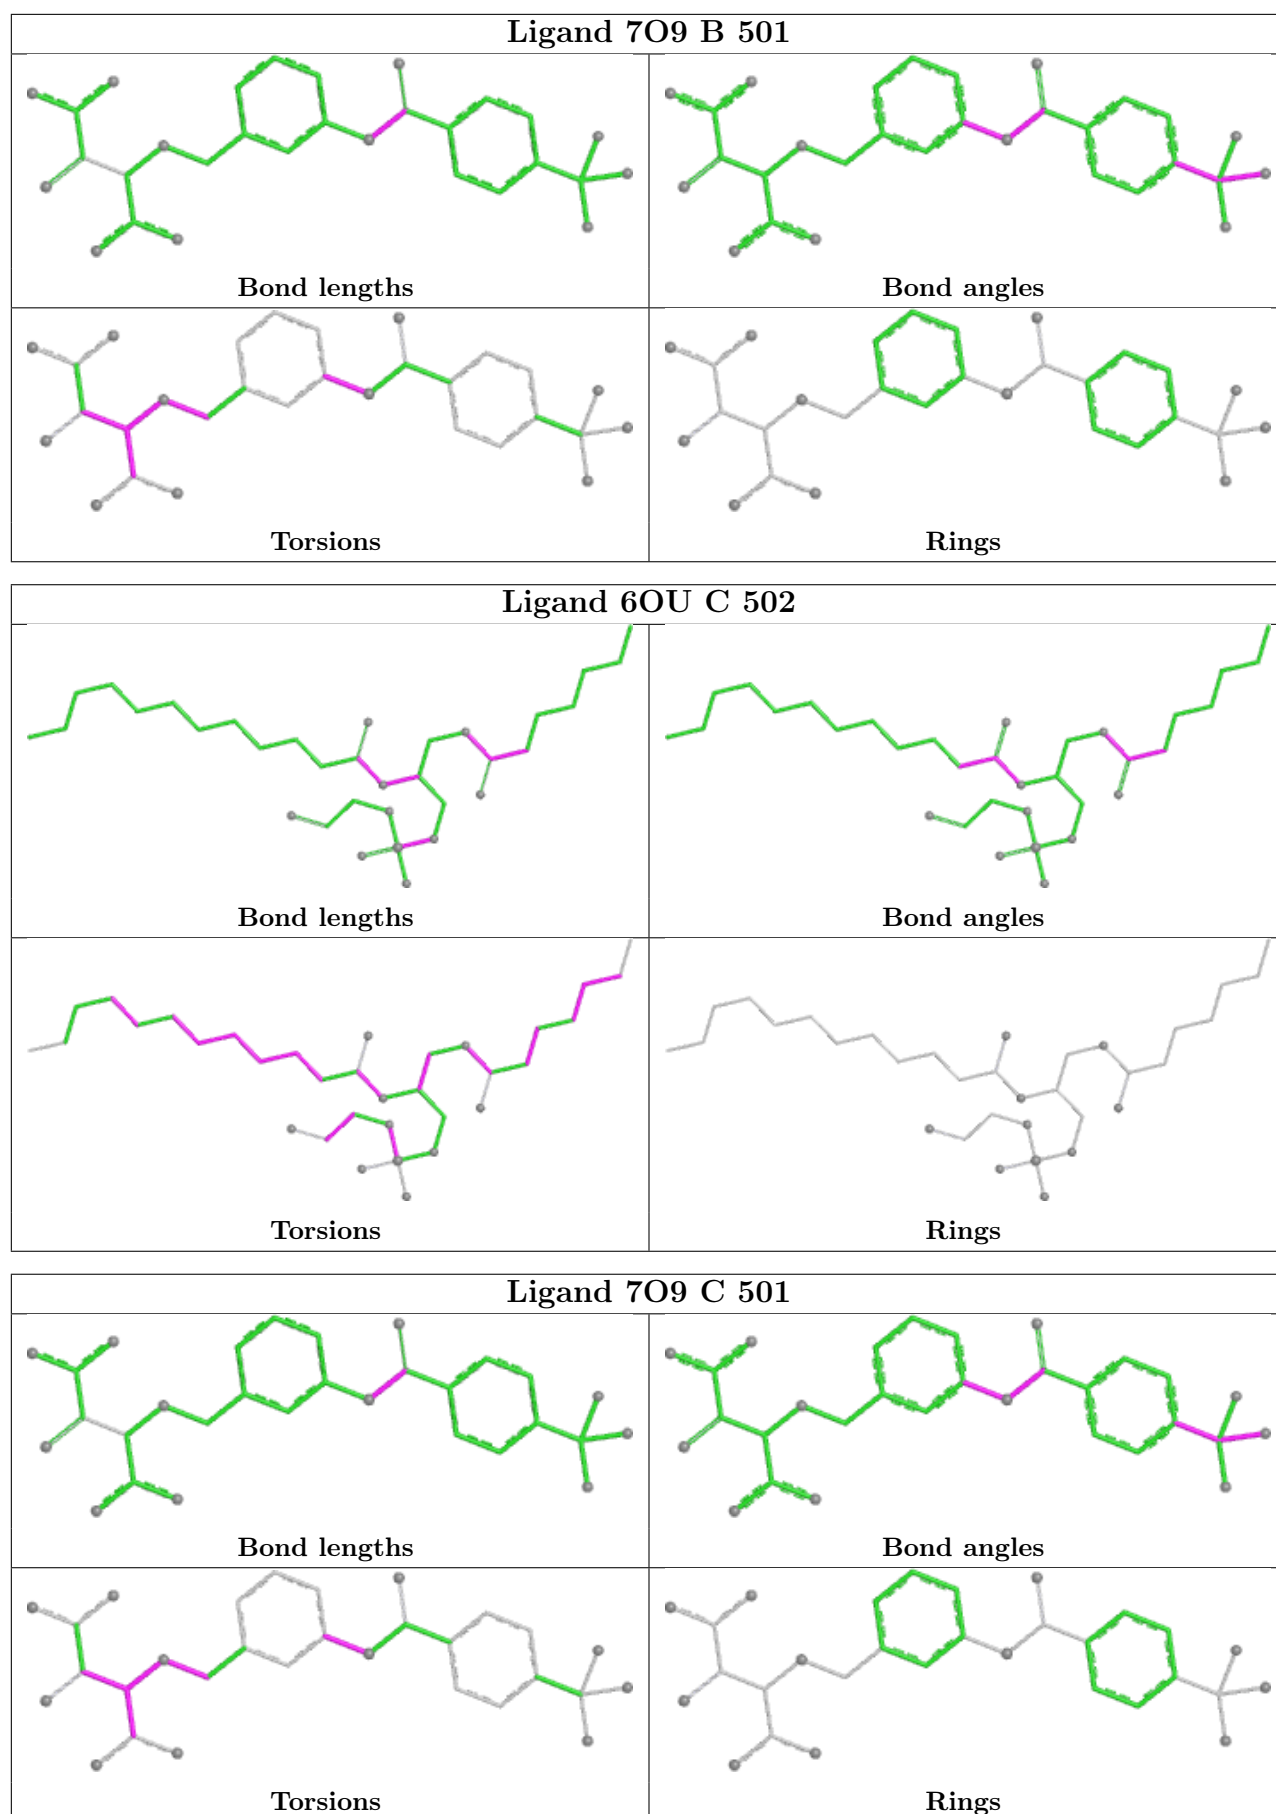 Ligand 7O9 B 501
Bond lengths
Bond angles
Torsions
Rings
Ligand 6OU C 502
Bond lengths
Bond angles
Torsions
Rings
Ligand 7O9 C 501
Bond lengths
Bond angles
Torsions
Rings